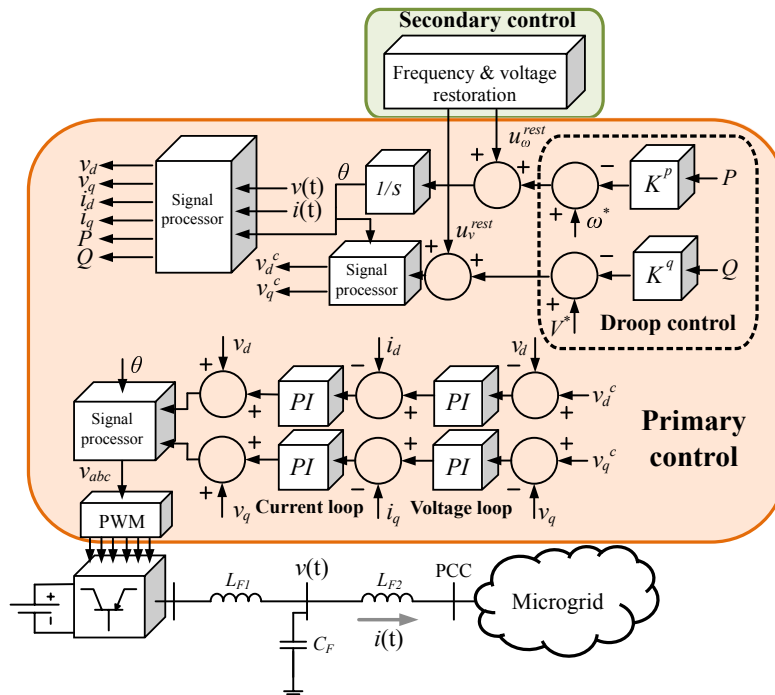 Secondary control
Frequency & voltage
restoration
u_ω^rest
v_d
v_q
i_d
i_q
P
Q
Signal
processor
v(t)
i(t)
θ
1/s
+
+
+
−
K^p
P
ω*
u_v^rest
v_d^c
v_q^c
Signal
processor
+
+
+
−
K^q
Q
V*
Droop control
θ
v_d
+
+
PI
−
i_d
+
PI
v_d
−
+
v_d^c
Signal
processor
+
+
PI
+
−
PI
+
−
v_q^c
v_abc
v_q
Current loop
i_q
Voltage loop
v_q
Primary
control
PWM
+
-
L_F1
v(t)
L_F2
PCC
Microgrid
i(t)
C_F